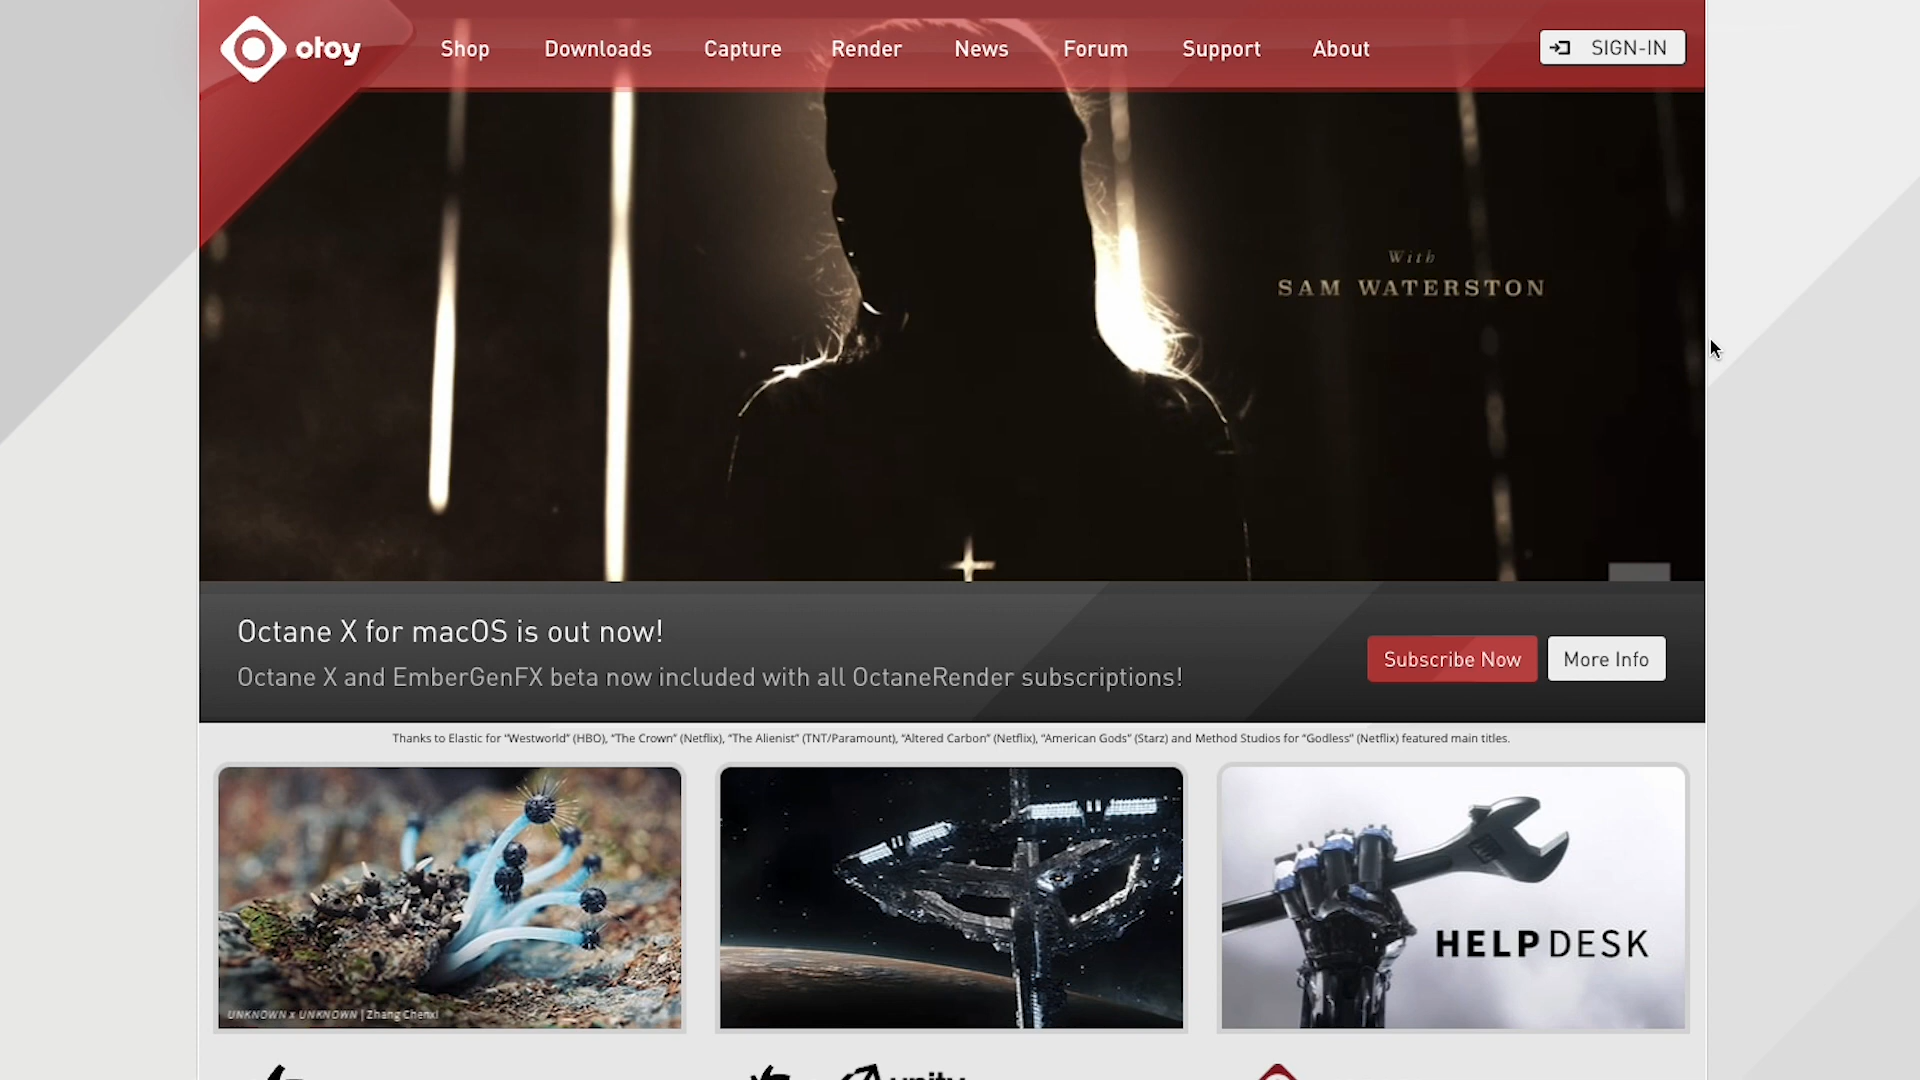 otoy
Shop
Downloads
Capture
Render
News
Forum
Support
About
SIGN-IN
With
SAM WATERSTON
Octane X for macOS is out now!
Octane X and EmberGenFX beta now included with all OctaneRender subscriptions!
Subscribe Now
More Info
Thanks to Elastic for “Westworld” (HBO), “The Crown” (Netflix), “The Alienist” (TNT/Paramount), “Altered Carbon” (Netflix), “American Gods” (Starz) and Method Studios for “Godless” (Netflix) featured main titles.
UNKNOWN x UNKNOWN | Zhang Chenxi
HELPDESK
unity